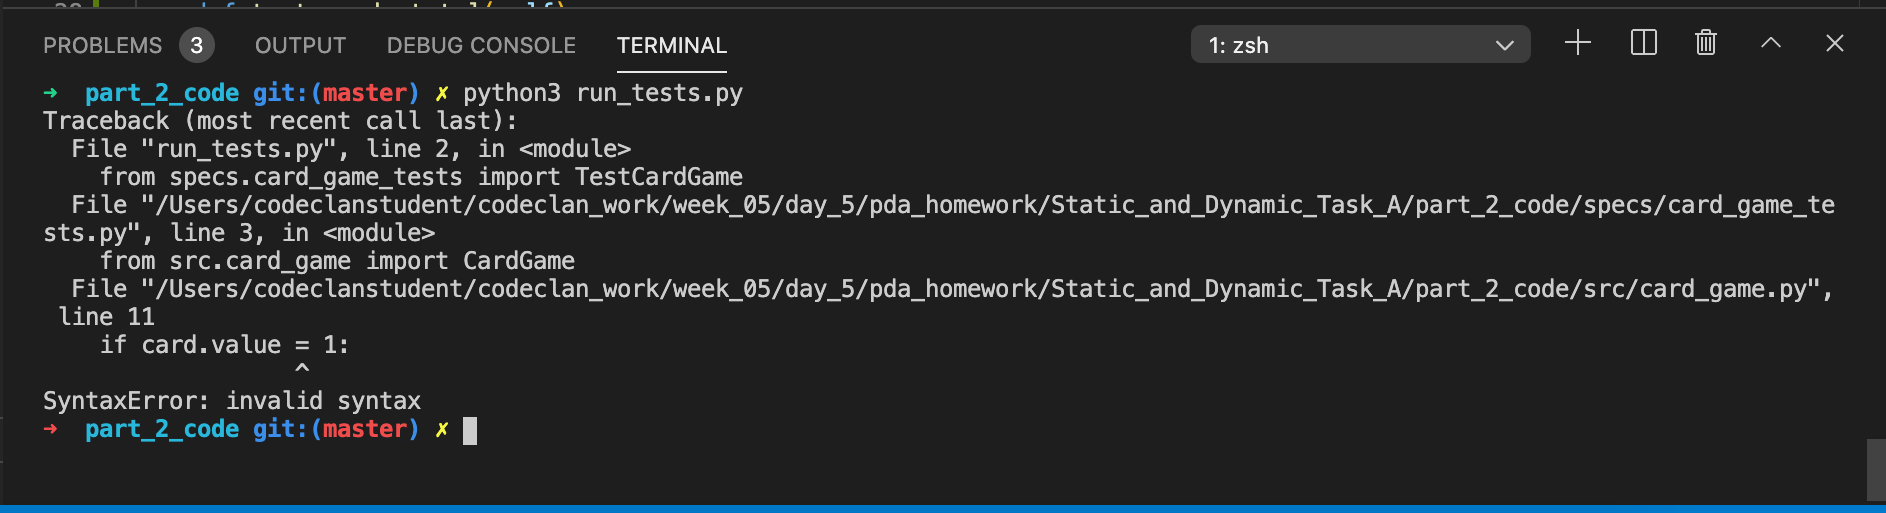 PROBLEMS 3 OUTPUT DEBUG CONSOLE TERMINAL 1: zsh
→ part_2_code git:(master) ✗ python3 run_tests.py
Traceback (most recent call last):
  File "run_tests.py", line 2, in <module>
    from specs.card_game_tests import TestCardGame
  File "/Users/codeclanstudent/codeclan_work/week_05/day_5/pda_homework/Static_and_Dynamic_Task_A/part_2_code/specs/card_game_te
sts.py", line 3, in <module>
    from src.card_game import CardGame
  File "/Users/codeclanstudent/codeclan_work/week_05/day_5/pda_homework/Static_and_Dynamic_Task_A/part_2_code/src/card_game.py",
 line 11
    if card.value = 1:
                  ^
SyntaxError: invalid syntax
→ part_2_code git:(master) ✗